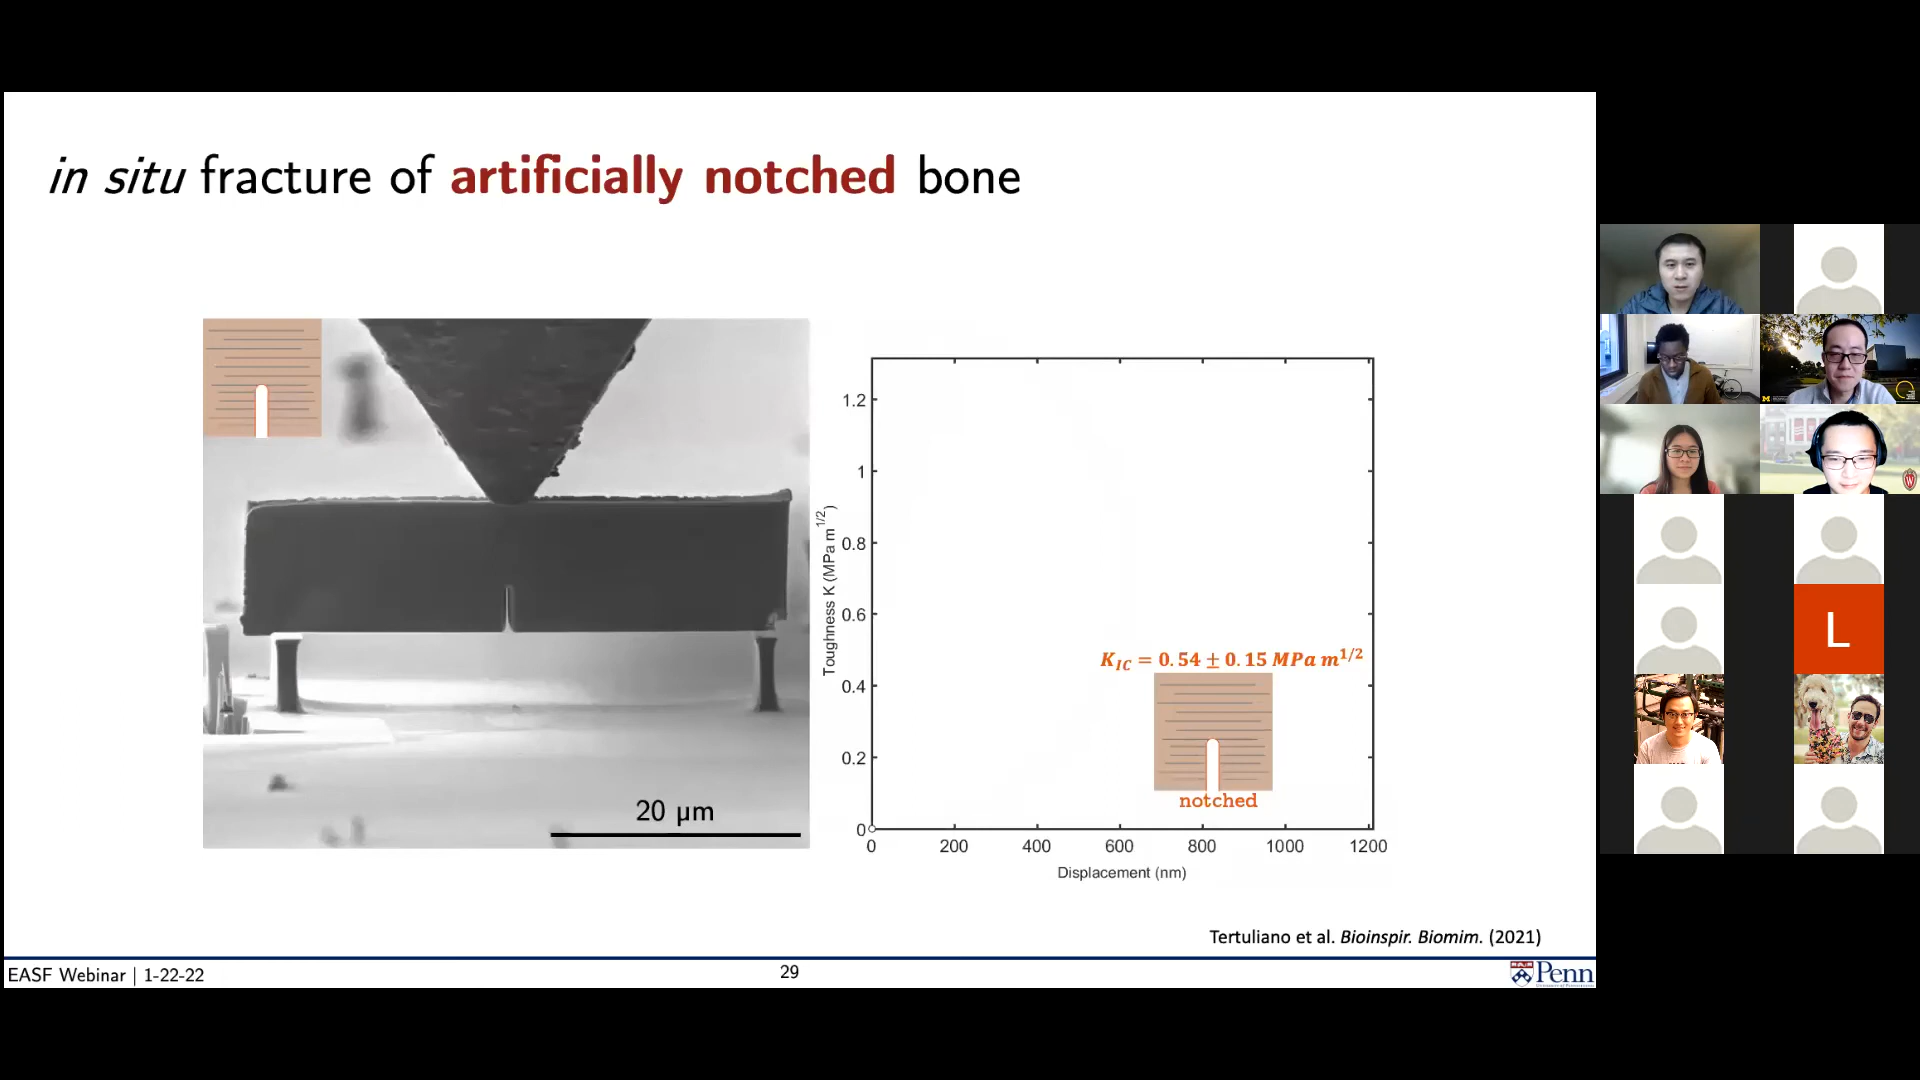 in situ fracture of artificially notched bone
20 µm
Toughness K (MPa m^1/2)
1.2
1
0.8
0.6
0.4
0.2
0
K_IC = 0.54 ± 0.15 MPa m^1/2
notched
0 200 400 600 800 1000 1200
Displacement (nm)
Tertuliano et al. Bioinspir. Biomim. (2021)
EASF Webinar | 1-22-22
29
Penn
M
W
L